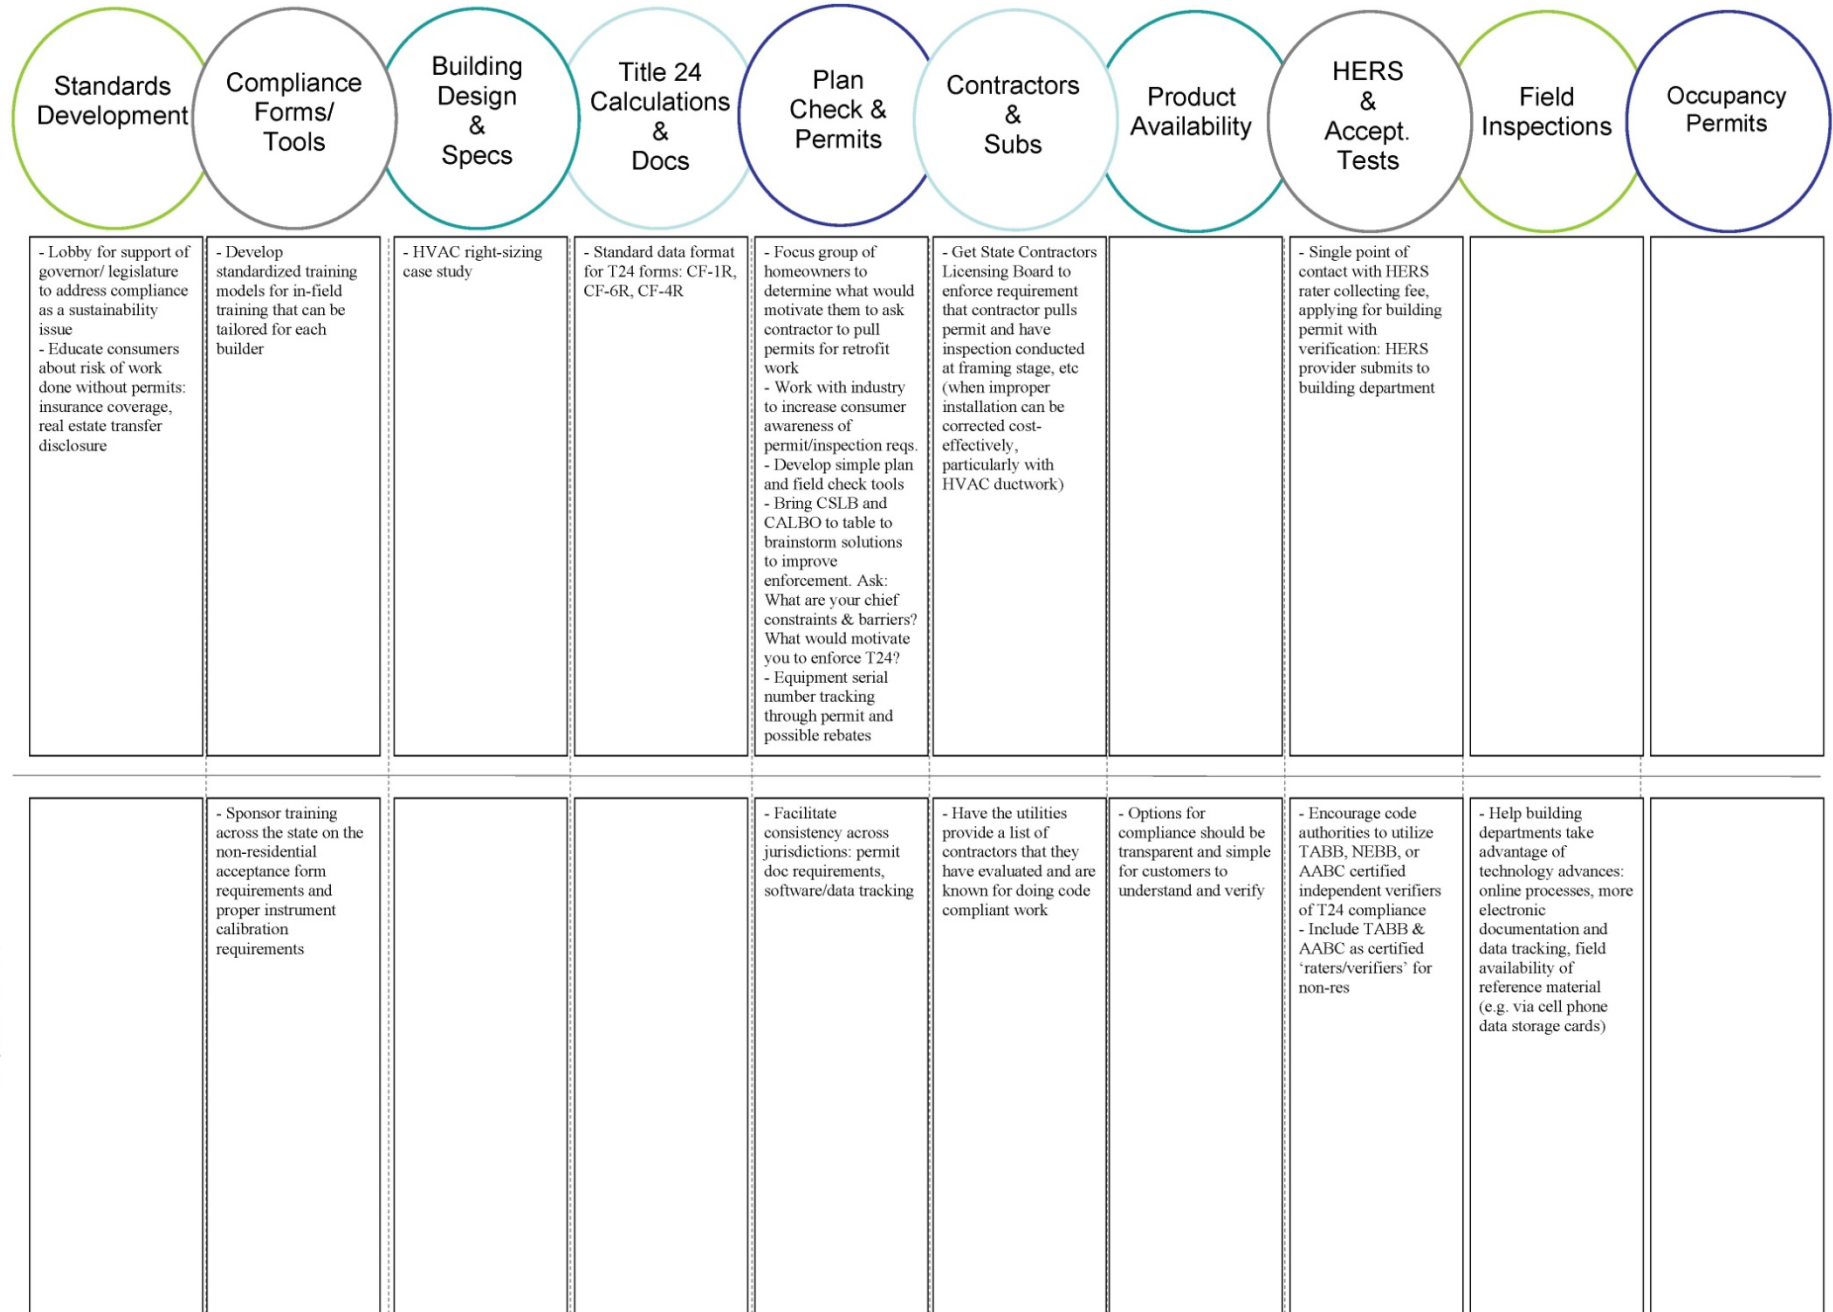 Standards
Development
Compliance
Forms/
Tools
Building
Design
&
Specs
Title 24
Calculations
&
Docs
Plan
Check &
Permits
Contractors
&
Subs
Product
Availability
HERS
&
Accept.
Tests
Field
Inspections
Occupancy
Permits
- Lobby for support of
governor/ legislature
to address compliance
as a sustainability
issue
- Educate consumers
about risk of work
done without permits:
insurance coverage,
real estate transfer
disclosure
- Develop
standardized training
models for in-field
training that can be
tailored for each
builder
- HVAC right-sizing
case study
- Standard data format
for T24 forms: CF-1R,
CF-6R, CF-4R
- Focus group of
homeowners to
determine what would
motivate them to ask
contractor to pull
permits for retrofit
work
- Work with industry
to increase consumer
awareness of
permit/inspection reqs.
- Develop simple plan
and field check tools
- Bring CSLB and
CALBO to table to
brainstorm solutions
to improve
enforcement. Ask:
What are your chief
constraints & barriers?
What would motivate
you to enforce T24?
- Equipment serial
number tracking
through permit and
possible rebates
- Get State Contractors
Licensing Board to
enforce requirement
that contractor pulls
permit and have
inspection conducted
at framing stage, etc
(when improper
installation can be
corrected cost-
effectively,
particularly with
HVAC ductwork)
- Single point of
contact with HERS
rater collecting fee,
applying for building
permit with
verification: HERS
provider submits to
building department
- Sponsor training
across the state on the
non-residential
acceptance form
requirements and
proper instrument
calibration
requirements
- Facilitate
consistency across
jurisdictions: permit
doc requirements,
software/data tracking
- Have the utilities
provide a list of
contractors that they
have evaluated and are
known for doing code
compliant work
- Options for
compliance should be
transparent and simple
for customers to
understand and verify
- Encourage code
authorities to utilize
TABB, NEBB, or
AABC certified
independent verifiers
of T24 compliance
- Include TABB &
AABC as certified
‘raters/verifiers’ for
non-res
- Help building
departments take
advantage of
technology advances:
online processes, more
electronic
documentation and
data tracking, field
availability of
reference material
(e.g. via cell phone
data storage cards)